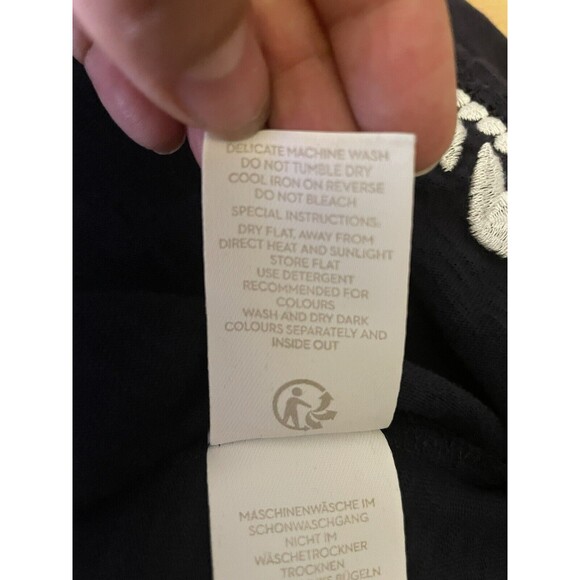 DELICATE MACHINE WASH
DO NOT TUMBLE DRY
COOL IRON ON REVERSE
DO NOT BLEACH
SPECIAL INSTRUCTIONS:
DRY FLAT, AWAY FROM
DIRECT HEAT AND SUNLIGHT
STORE FLAT
USE DETERGENT
RECOMMENDED FOR
COLOURS
WASH AND DRY DARK
COLOURS SEPARATELY AND
INSIDE OUT
MASCHINENWÄSCHE IM
SCHONWASCHGANG
NICHT IM
WÄSCHETROCKNER
TROCKNEN
BÜGELN